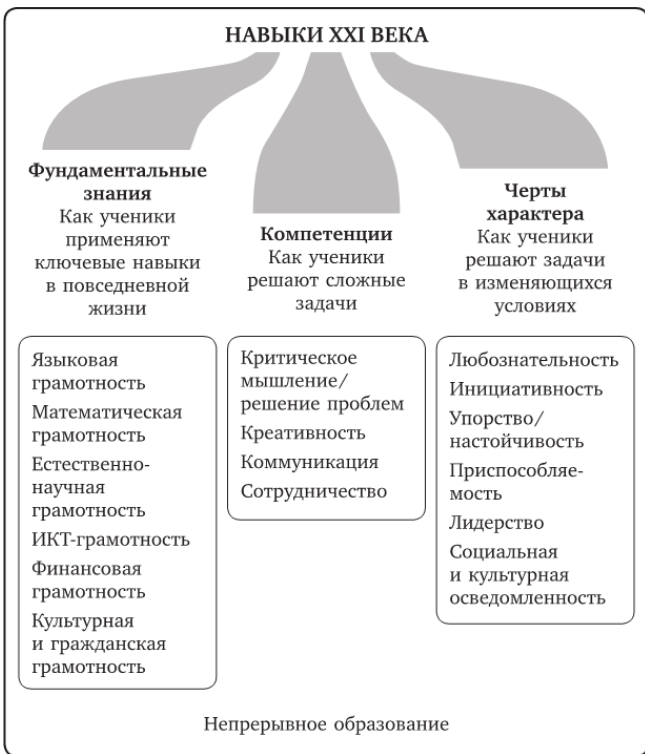 НАВЫКИ XXI ВЕКА
Фундаментальные
знания
Как ученики
применяют
ключевые навыки
в повседневной
жизни
Компетенции
Как ученики
решают сложные
задачи
Черты
характера
Как ученики
решают задачи
в изменяющихся
условиях
Языковая
грамотность
Математическая
грамотность
Естественно-
научная
грамотность
ИКТ-грамотность
Финансовая
грамотность
Культурная
и гражданская
грамотность
Критическое
мышление/
решение проблем
Креативность
Коммуникация
Сотрудничество
Любознательность
Инициативность
Упорство/
настойчивость
Приспособляе-
мость
Лидерство
Социальная
и культурная
осведомленность
Непрерывное образование